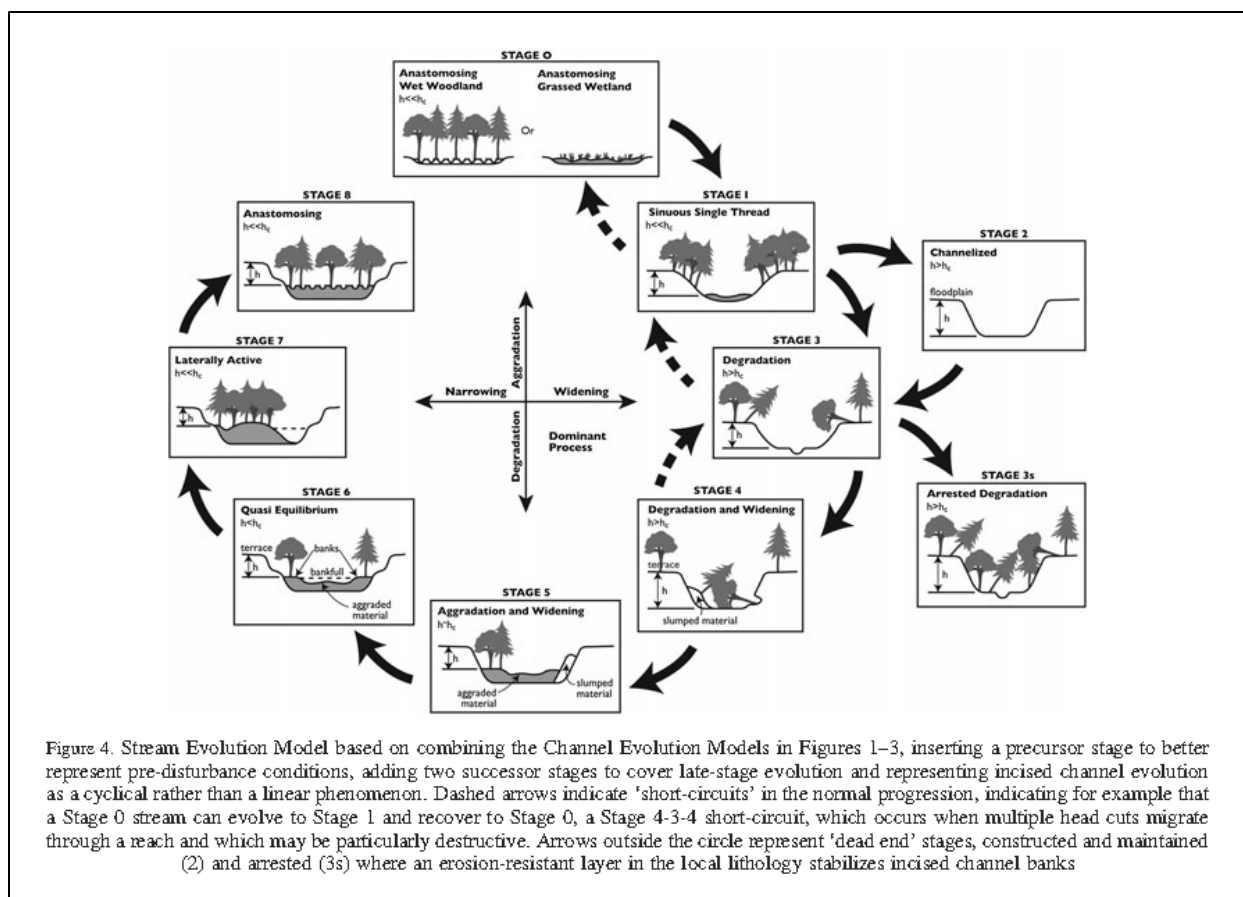 STAGE 0
Anastomosing
Wet Woodland
h<<hc
Or
Anastomosing
Grassed Wetland
STAGE 8
Anastomosing
h<<hc
h
STAGE 1
Sinuous Single Thread
h<<hc
h
STAGE 2
Channelized
h>hc
floodplain
h
STAGE 7
Laterally Active
h<<hc
h
Aggradation
Narrowing
Widening
Degradation
Dominant
Process
STAGE 3
Degradation
h>hc
h
STAGE 6
Quasi Equilibrium
h<hc
terrace
banks
h
bankfull
aggraded
material
STAGE 4
Degradation and Widening
h>hc
terrace
h
slumped material
STAGE 3s
Arrested Degradation
h>hc
h
STAGE 5
Aggradation and Widening
h~hc
h
aggraded
material
slumped
material
Figure 4. Stream Evolution Model based on combining the Channel Evolution Models in Figures 1–3, inserting a precursor stage to better
represent pre-disturbance conditions, adding two successor stages to cover late-stage evolution and representing incised channel evolution
as a cyclical rather than a linear phenomenon. Dashed arrows indicate ‘short-circuits’ in the normal progression, indicating for example that
a Stage 0 stream can evolve to Stage 1 and recover to Stage 0, a Stage 4-3-4 short-circuit, which occurs when multiple head cuts migrate
through a reach and which may be particularly destructive. Arrows outside the circle represent ‘dead end’ stages, constructed and maintained
(2) and arrested (3s) where an erosion-resistant layer in the local lithology stabilizes incised channel banks